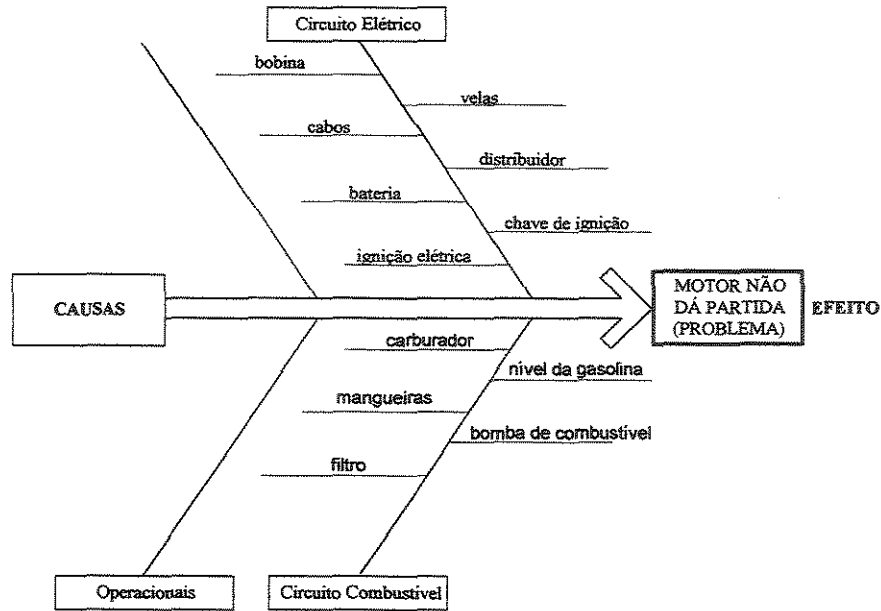 Circuito Elétrico
bobina
velas
cabos
distribuidor
bateria
chave de ignição
ignição elétrica
CAUSAS
MOTOR NÃO
DÁ PARTIDA
(PROBLEMA)
EFEITO
carburador
nível da gasolina
mangueiras
bomba de combustível
filtro
Operacionais
Circuito Combustível